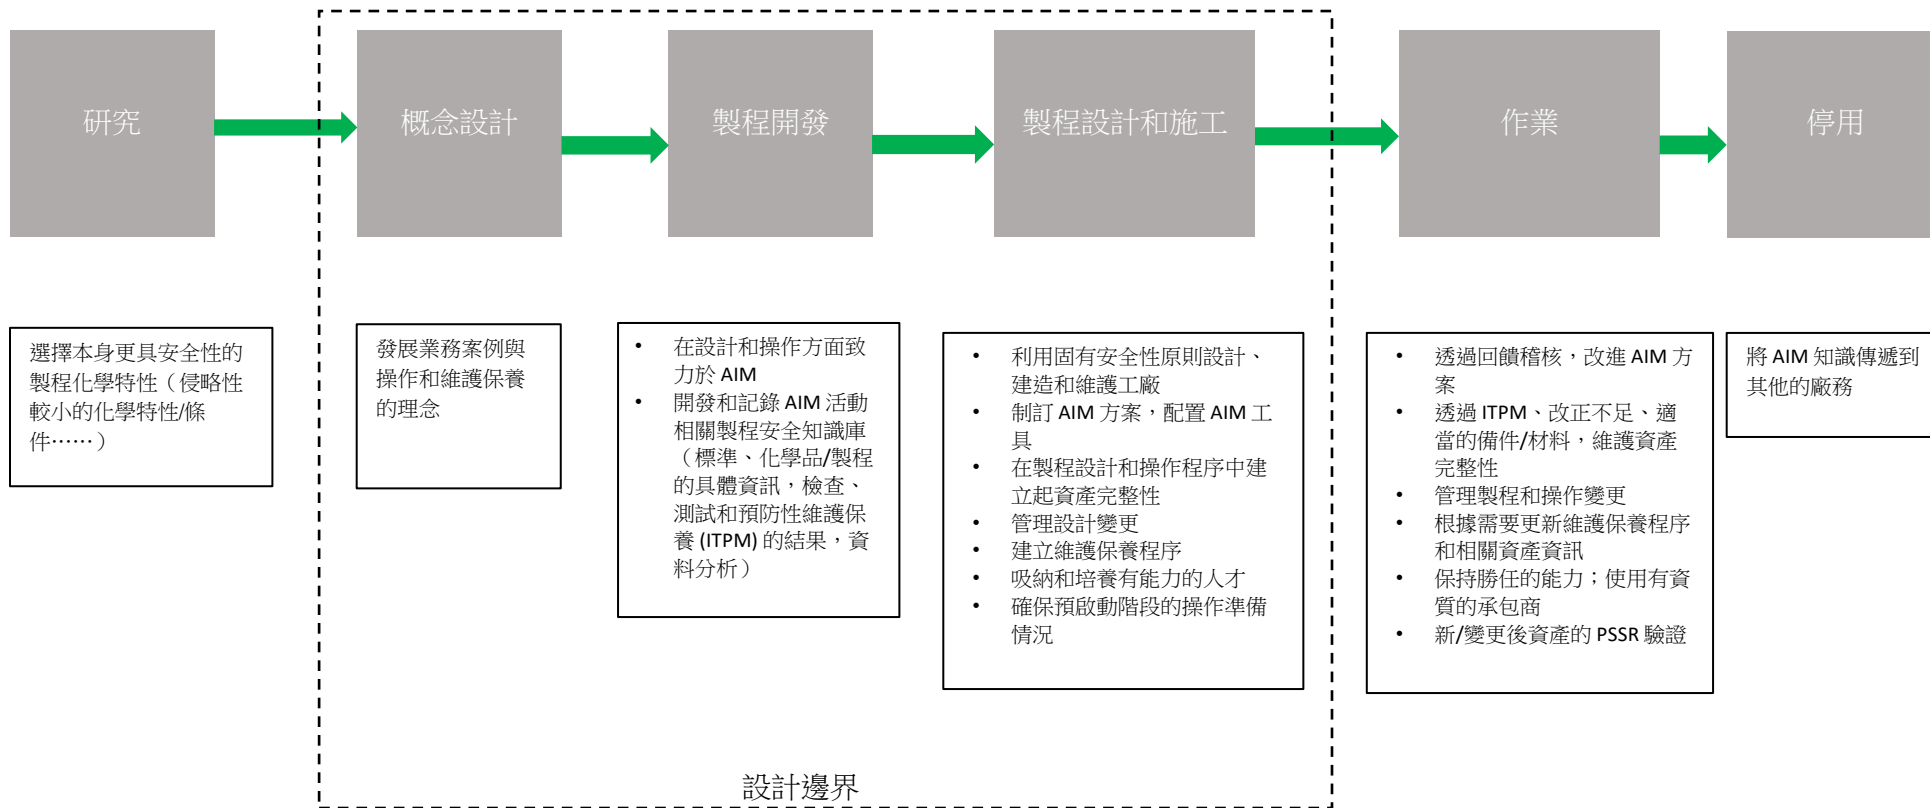 研究
概念設計
製程開發
製程設計和施工
作業
停用
選擇本身更具安全性的
製程化學特性（侵略性
較小的化學特性/條
件⋯⋯）
發展業務案例與
操作和維護保養
的理念
• 在設計和操作方面致
力於 AIM
• 開發和記錄 AIM 活動
相關製程安全知識庫
（標準、化學品/製程
的具體資訊，檢查、
測試和預防性維護保
養 (ITPM) 的結果，資
料分析）
• 利用固有安全性原則設計、
建造和維護工廠
• 制訂 AIM 方案，配置 AIM 工
具
• 在製程設計和操作程序中建
立起資產完整性
• 管理設計變更
• 建立維護保養程序
• 吸納和培養有能力的人才
• 確保預啟動階段的操作準備
情況
• 透過回饋稽核，改進 AIM 方
案
• 透過 ITPM、改正不足、適
當的備件/材料，維護資產
完整性
• 管理製程和操作變更
• 根據需要更新維護保養程序
和相關資產資訊
• 保持勝任的能力；使用有資
質的承包商
• 新/變更後資產的 PSSR 驗證
將 AIM 知識傳遞到
其他的廠務
設計邊界